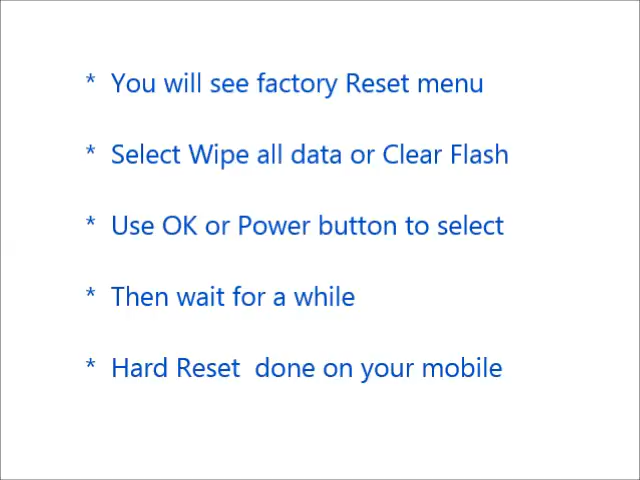 * You will see factory Reset menu
* Select Wipe all data or Clear Flash
* Use OK or Power button to select
* Then wait for a while
* Hard Reset  done on your mobile